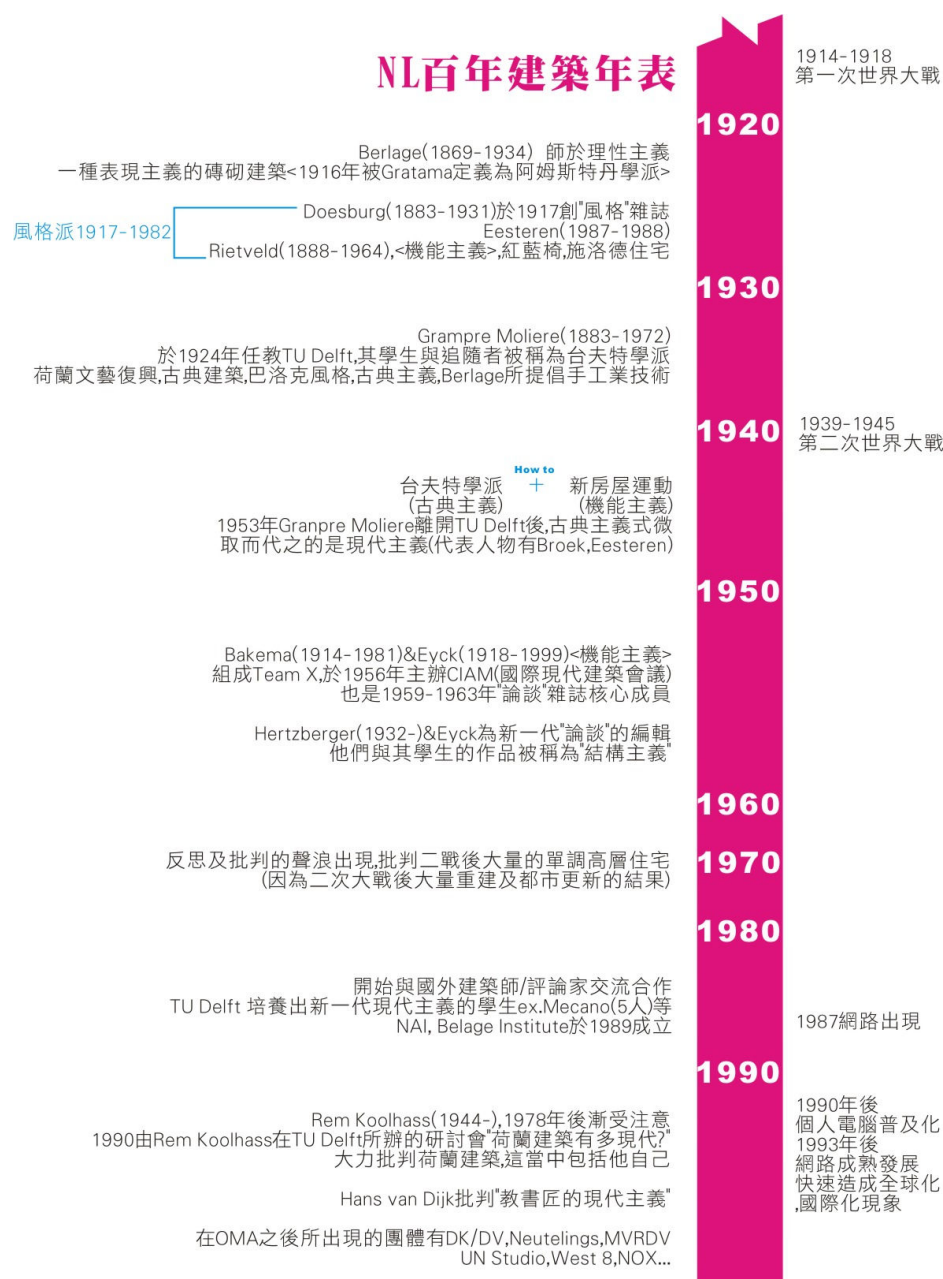 NL百年建築年表
1914-1918
第一次世界大戰
1920
Berlage(1869-1934) 師於理性主義
一種表現主義的磚砌建築<1916年被Gratama定義為阿姆斯特丹學派>
風格派1917-1982
Doesburg(1883-1931)於1917創"風格"雜誌
Eesteren(1987-1988)
Rietveld(1888-1964),<機能主義>,紅藍椅,施洛德住宅
1930
Grampre Moliere(1883-1972)
於1924年任教TU Delft,其學生與追隨者被稱為台夫特學派
荷蘭文藝復興,古典建築,巴洛克風格,古典主義,Berlage所提倡手工業技術
1940
1939-1945
第二次世界大戰
How to
台夫特學派 + 新房屋運動
(古典主義) (機能主義)
1953年Granpre Moliere離開TU Delft後,古典主義式微
取而代之的是現代主義(代表人物有Broek,Eesteren)
1950
Bakema(1914-1981)&Eyck(1918-1999)<機能主義>
組成Team X,於1956年主辦CIAM(國際現代建築會議)
也是1959-1963年"論談"雜誌核心成員
Hertzberger(1932-)&Eyck為新一代"論談"的編輯
他們與其學生的作品被稱為"結構主義"
1960
反思及批判的聲浪出現,批判二戰後大量的單調高層住宅
(因為二次大戰後大量重建及都市更新的結果)
1970
1980
開始與國外建築師/評論家交流合作
TU Delft 培養出新一代現代主義的學生ex.Mecano(5人)等
NAI, Belage Institute於1989成立
1987網路出現
1990
Rem Koolhass(1944-),1978年後漸受注意
1990由Rem Koolhass在TU Delft所辦的研討會"荷蘭建築有多現代?"
大力批判荷蘭建築,這當中包括他自己
Hans van Dijk批判"教書匠的現代主義"
在OMA之後所出現的團體有DK/DV,Neutelings,MVRDV
UN Studio,West 8,NOX...
1990年後
個人電腦普及化
1993年後
網路成熟發展
快速造成全球化
,國際化現象